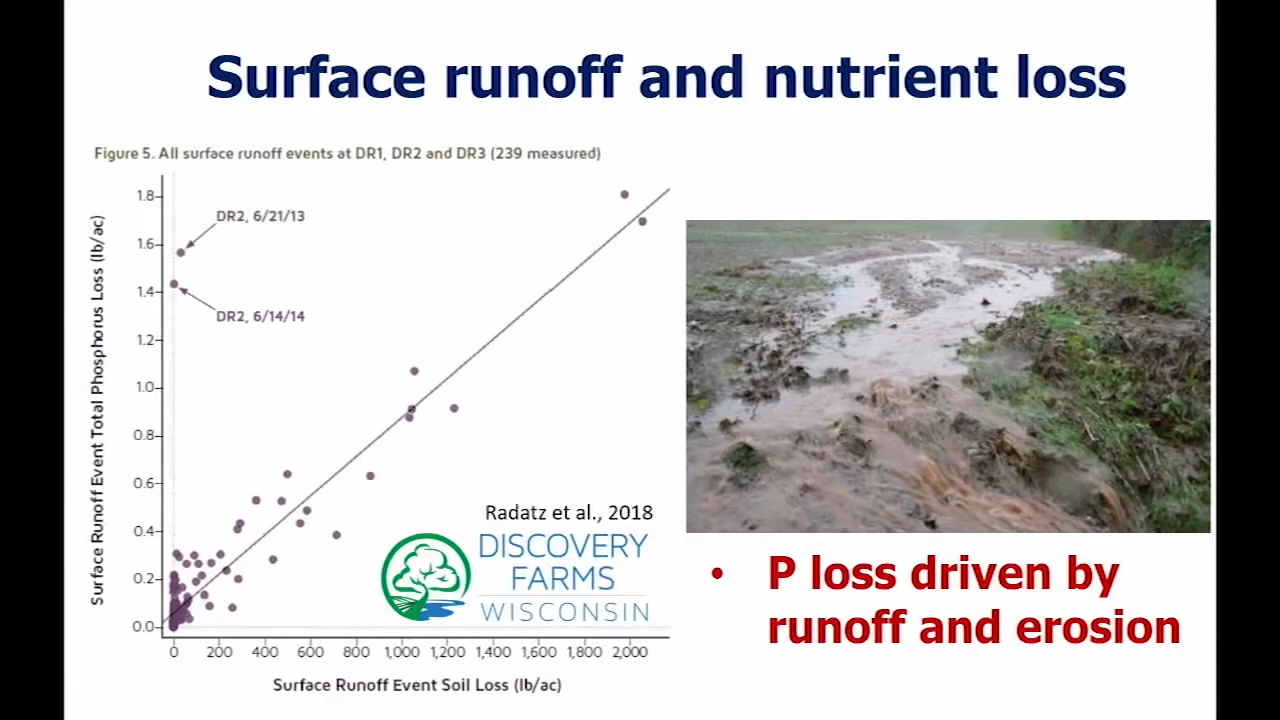 Surface runoff and nutrient loss
Figure 5. All surface runoff events at DR1, DR2 and DR3 (239 measured)
Surface Runoff Event Total Phosphorus Loss (lb/ac)
1.8
1.6
1.4
1.2
1.0
0.8
0.6
0.4
0.2
0.0
DR2, 6/21/13
DR2, 6/14/14
0 200 400 600 800 1,000 1,200 1,400 1,600 1,800 2,000
Surface Runoff Event Soil Loss (lb/ac)
Radatz et al., 2018
DISCOVERY
FARMS
WISCONSIN
• P loss driven by
runoff and erosion